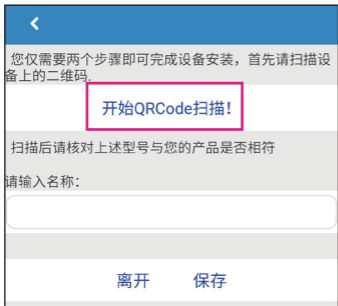 您仅需要两个步骤即可完成设备安装，首先请扫描设
备上的二维码.
开始QRCode扫描！
扫描后请核对上述型号与您的产品是否相符
请输入名称：
离开 保存